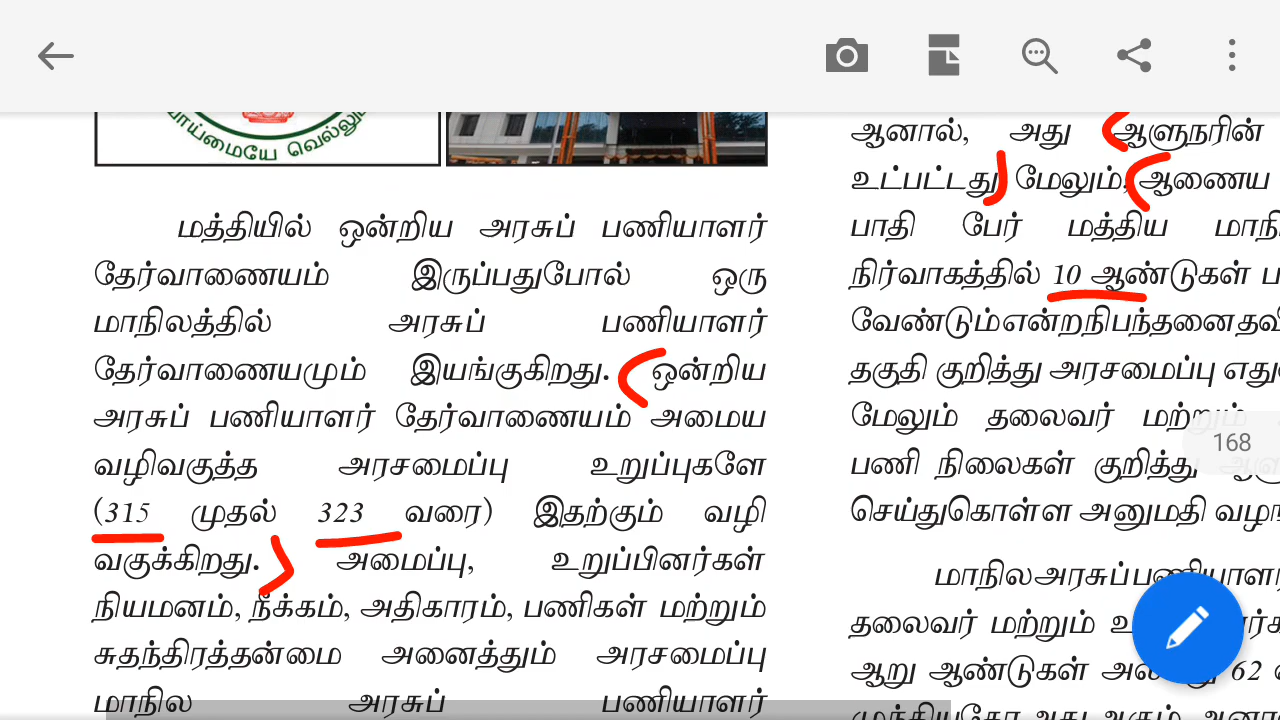 வாய்மையே
மத்தியில் ஒன்றிய அரசுப் பணியாளர்
தேர்வாணையம் இருப்பதுபோல் ஒரு
மாநிலத்தில் அரசுப் பணியாளர்
தேர்வாணையமும் இயங்குகிறது. ஒன்றிய
அரசுப் பணியாளர் தேர்வாணையம் அமைய
வழிவகுத்த அரசமைப்பு உறுப்புகளே
(315 முதல் 323 வரை) இதற்கும் வழி
வகுக்கிறது. அமைப்பு, உறுப்பினர்கள்
நியமனம், நீக்கம், அதிகாரம், பணிகள் மற்றும்
சுதந்திரத்தன்மை அனைத்தும் அரசமைப்பு
மாநில அரசுப் பணியாளர்
ஆனால், அது ஆளுநரின்
உட்பட்டது மேலும், ஆணைய
பாதி பேர் மத்திய
நிர்வாகத்தில் 10 ஆண்டுகள்
வேண்டும்என்றநிபந்தனை
தகுதி குறித்து அரசமைப்பு
மேலும் தலைவர் மற்றும்
168
பணி நிலைகள் குறித்து
செய்துகொள்ள அனுமதி
மாநிலஅரசுப்
தலைவர் மற்றும்
ஆறு ஆண்டுகள் 62